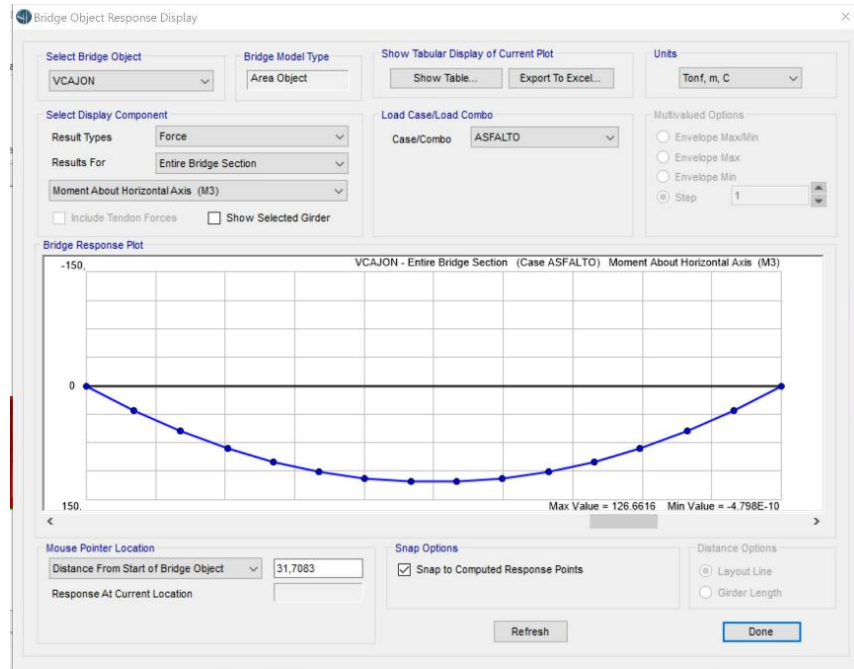 Bridge Object Response Display
Select Bridge Object
VCAJON
Bridge Model Type
Area Object
Show Tabular Display of Current Plot
Show Table...
Export To Excel...
Units
Tonf, m, C
Select Display Component
Result Types
Force
Results For
Entire Bridge Section
Moment About Horizontal Axis (M3)
Include Tendon Forces
Show Selected Girder
Load Case/Load Combo
Case/Combo
ASFALTO
Multivalued Options
Envelope Max/Min
Envelope Max
Envelope Min
Step
1
Bridge Response Plot
-150,
VCAJON - Entire Bridge Section (Case ASFALTO) Moment About Horizontal Axis (M3)
0
150,
Max Value = 126.6616 Min Value = -4.798E-10
Mouse Pointer Location
Distance From Start of Bridge Object
31,7083
Response At Current Location
Snap Options
Snap to Computed Response Points
Distance Options
Layout Line
Girder Length
Refresh
Done